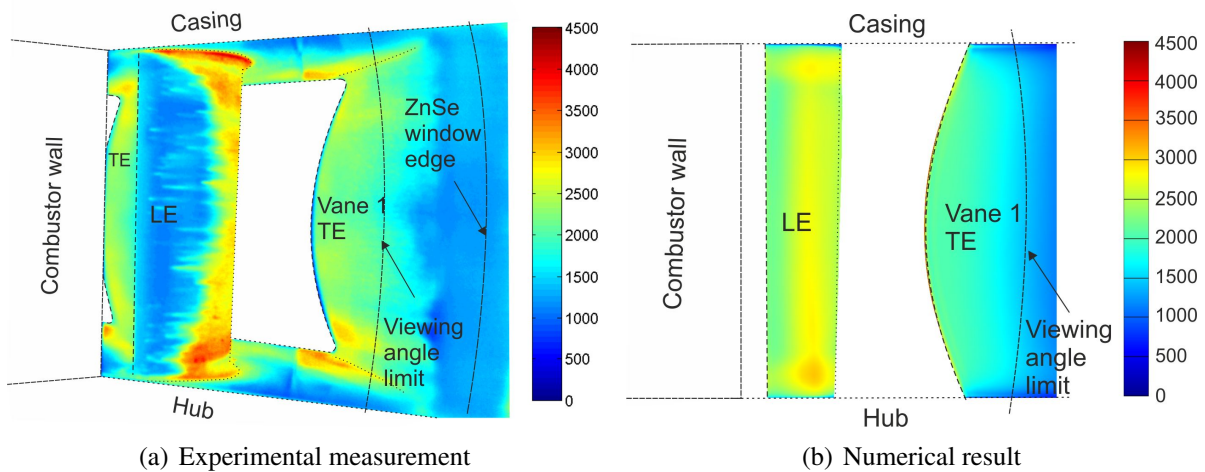 Casing
4500
4000
3500
3000
2500
2000
1500
1000
500
0
Combustor wall
TE
LE
Vane 1
TE
ZnSe
window
edge
Viewing
angle
limit
Hub
(a) Experimental measurement
Casing
4500
4000
3500
3000
2500
2000
1500
1000
500
0
Combustor wall
LE
Vane 1
TE
Viewing
angle
limit
Hub
(b) Numerical result